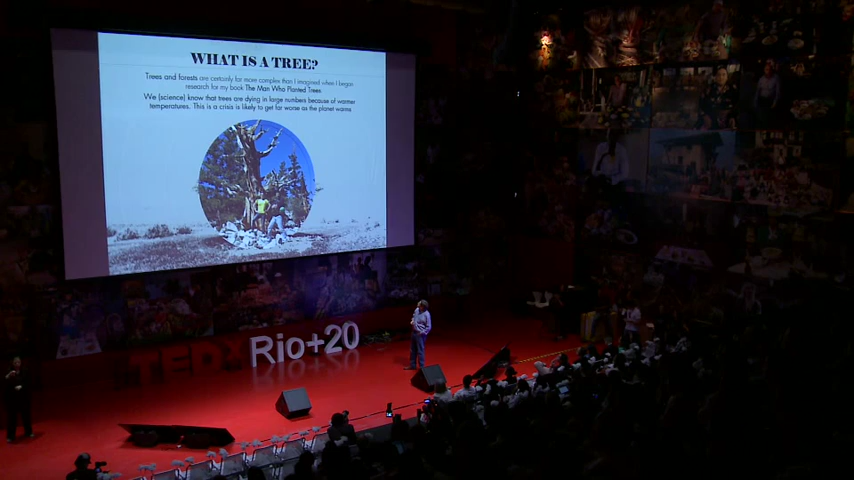 WHAT IS A TREE?
Trees and forests are certainly far more complex than I imagined when I began
research for my book The Man Who Planted Trees
We (science) know that trees are dying in large numbers because of warmer
temperatures. This is a crisis is likely to get far worse as the planet warms
TEDx Rio+20